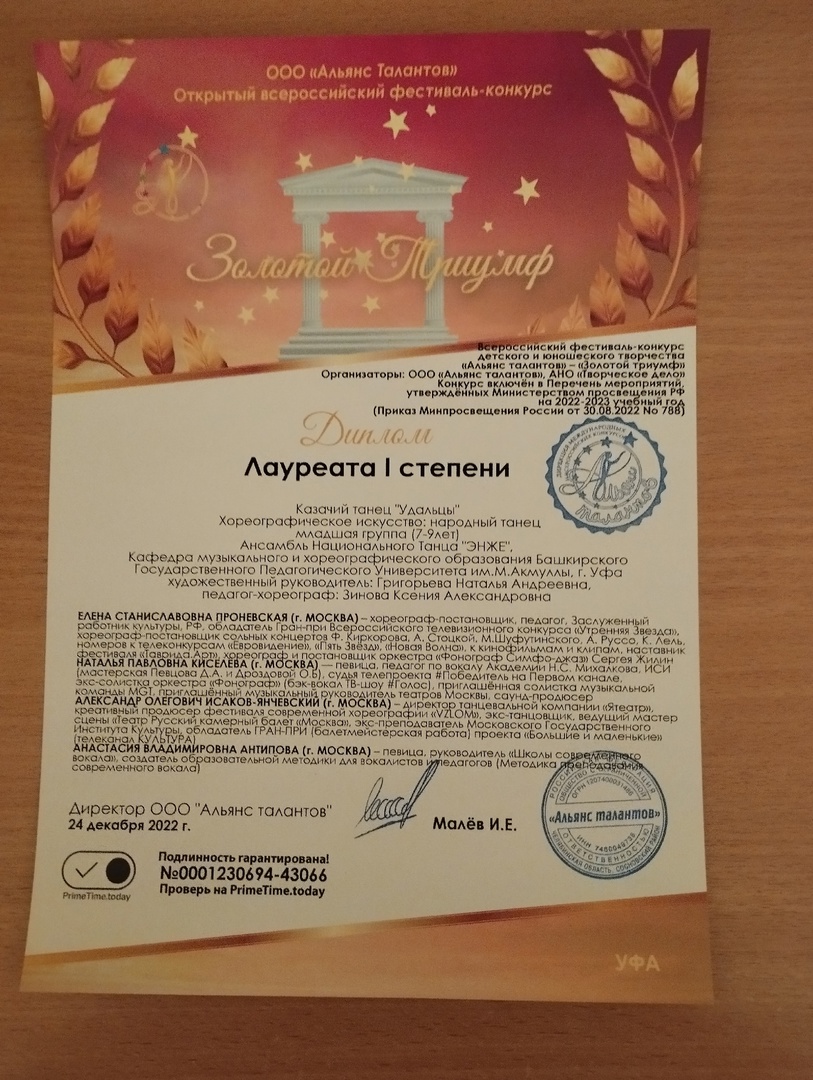 ООО «Альянс Талантов»
Открытый всероссийский фестиваль-конкурс
Золотой Триумф
Всероссийский фестиваль-конкурс
детского и юношеского творчества
«Альянс талантов» – «Золотой триумф»
Организаторы: ООО «Альянс талантов», АНО «Творческое дело»
Конкурс включён в Перечень мероприятий,
утверждённых Министерством просвещения РФ
на 2022-2023 учебный год
(Приказ Минпросвещения России от 30.08.2022 No 788)
Диплом
Лауреата I степени
Альянс
талантов
Казачий танец "Удальцы"
Хореографическое искусство: народный танец
младшая группа (7-9лет)
Ансамбль Национального Танца "ЭНЖЕ",
Кафедра музыкального и хореографического образования Башкирского
Государственного Педагогического Университета им.М.Акмуллы, г. Уфа
художественный руководитель: Григорьева Наталья Андреевна,
педагог-хореограф: Зинова Ксения Александровна
ЕЛЕНА СТАНИСЛАВОВНА ПРОНЕВСКАЯ (г. МОСКВА) – хореограф-постановщик, педагог, Заслуженный
работник культуры, РФ, обладатель Гран-при Всероссийского телевизионного конкурса «Утренняя Звезда»,
хореограф-постановщик сольных концертов Ф. Киркорова, А. Стоцкой, М.Шуфутинского, А. Руссо, К. Лель,
номеров к телеконкурсам «Евровидение», «Пять Звёзд», «Новая Волна», к кинофильмам и клипам, наставник
фестиваля «Таврида.Арт», хореограф и постановщик оркестра «Фонограф Симфо-джаз» Сергея Жилин
НАТАЛЬЯ ПАВЛОВНА КИСЕЛЁВА (г. МОСКВА) – певица, педагог по вокалу Академии Н.С. Михалкова, ИСИ
(мастерская Певцова Д.А. и Дроздовой О.Б), судья телепроекта #Победитель на Первом канале,
экс-солистка оркестра «Фонограф» (бэк-вокал ТВ-шоу #Голос), приглашённая солистка музыкальной
команды MGT, приглашённый музыкальный руководитель театров Москвы, саунд-продюсер
АЛЕКСАНДР ОЛЕГОВИЧ ИСАКОВ-ЯНЧЕВСКИЙ (г. МОСКВА) – директор танцевальной компании «Ятеатр»,
креативный продюсер фестиваля современной хореографии «VZLOM», экс-танцовщик, ведущий мастер
сцены «Театр Русский камерный балет «Москва», экс-преподаватель Московского Государственного
Института Культуры, обладатель ГРАН-ПРИ (балетмейстерская работа) проекта «Большие и маленькие»
(телеканал КУЛЬТУРА)
АНАСТАСИЯ ВЛАДИМИРОВНА АНТИПОВА (г. МОСКВА) – певица, руководитель «Школы современного
вокала», создатель образовательной методики для вокалистов и педагогов (Методика преподавания
современного вокала)
Директор ООО "Альянс талантов"
24 декабря 2022 г.
Малёв И.Е.
«Альянс талантов»
ОТВЕТСТВЕННОСТЬЮ
ЧЕЛЯБИНСКАЯ ОБЛАСТЬ, СОСНОВСКИЙ РАЙОН
Подлинность гарантирована!
№0001230694-43066
Проверь на PrimeTime.today
PrimeTime.today
УФА